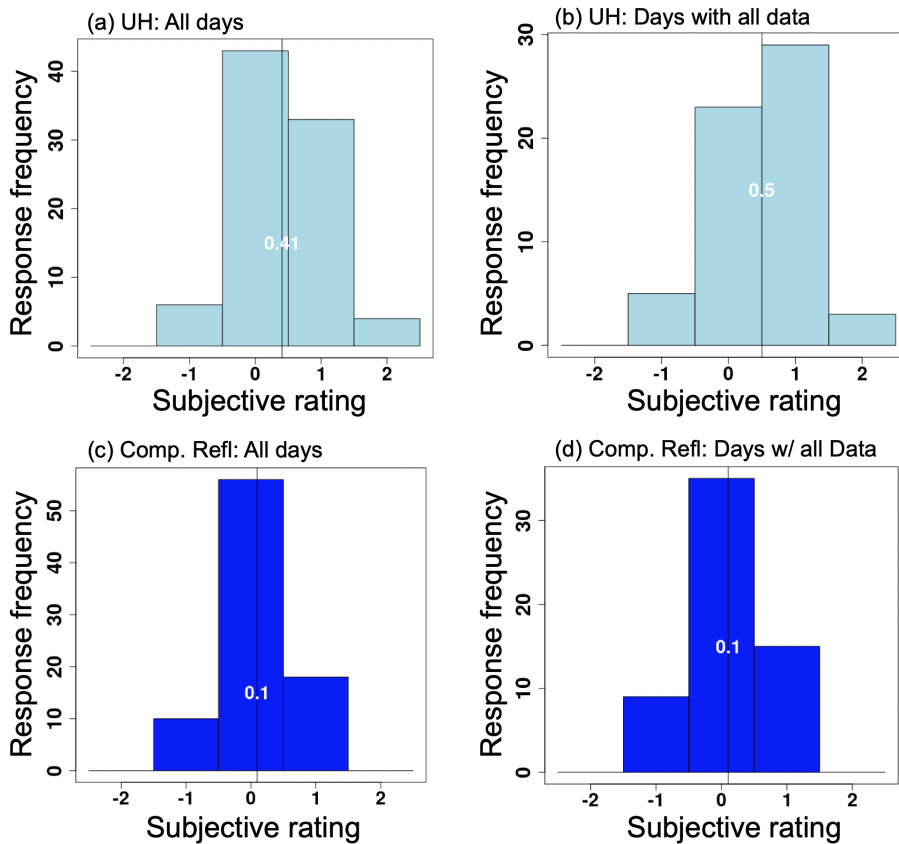 (a) UH: All days
Response frequency
40
30
20
10
0
0.41
-2 -1 0 1 2
Subjective rating
(b) UH: Days with all data
Response frequency
30
20
10
0
0.5
-2 -1 0 1 2
Subjective rating
(c) Comp. Refl: All days
Response frequency
50
40
30
20
10
0
0.1
-2 -1 0 1 2
Subjective rating
(d) Comp. Refl: Days w/ all Data
Response frequency
30
20
10
0
0.1
-2 -1 0 1 2
Subjective rating